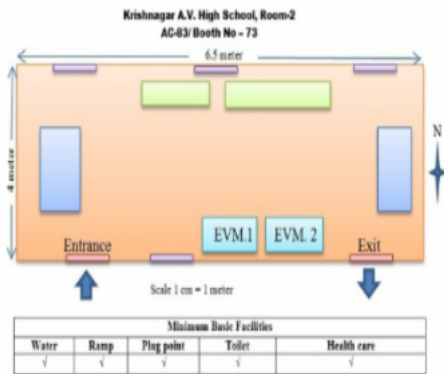 Krishnagar A.V. High School, Room-2
AC-83/ Booth No – 73
6.5 meter
4 meter
N
EVM.1 EVM. 2
Entrance Exit
Scale 1 cm = 1 meter
Minimum Basic Facilities
Water Ramp Plug point Toilet Health care
√ √ √ √ √